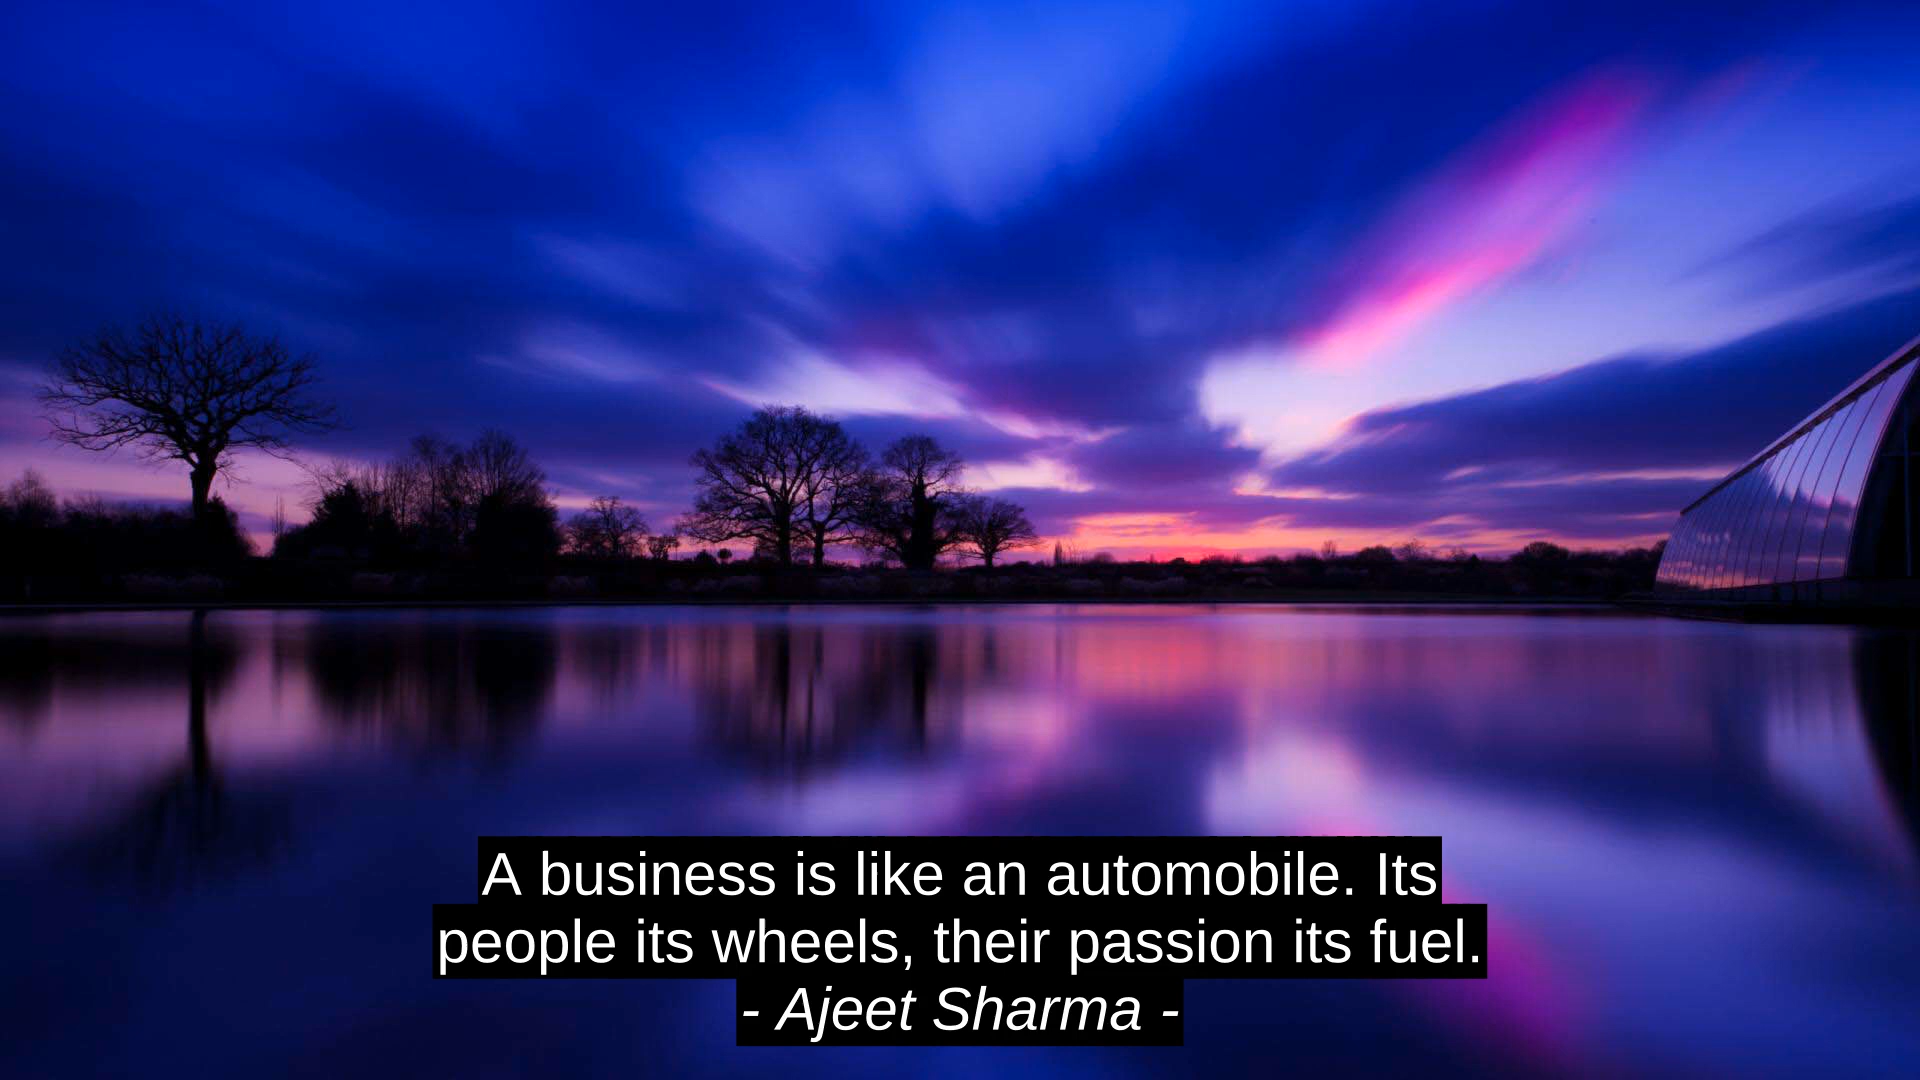 A business is like an automobile. Its
people its wheels, their passion its fuel.
- Ajeet Sharma -